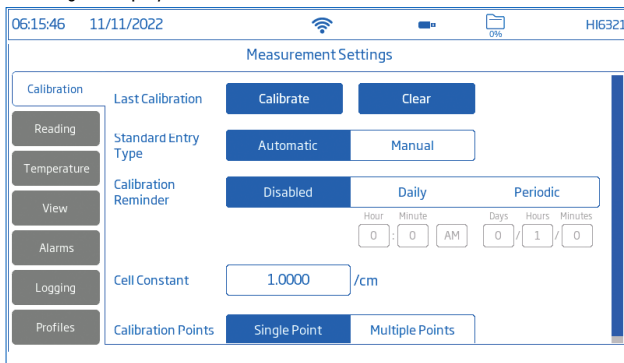 06:15:46 11/11/2022 0% HI6321
Measurement Settings
Calibration
Last Calibration Calibrate Clear
Reading
Standard Entry Type Automatic Manual
Temperature
Calibration Reminder Disabled Daily Periodic
View
Hour Minute Days Hours Minutes
0 : 0 AM 0 / 1 / 0
Alarms
Logging
Cell Constant 1.0000 /cm
Profiles
Calibration Points Single Point Multiple Points